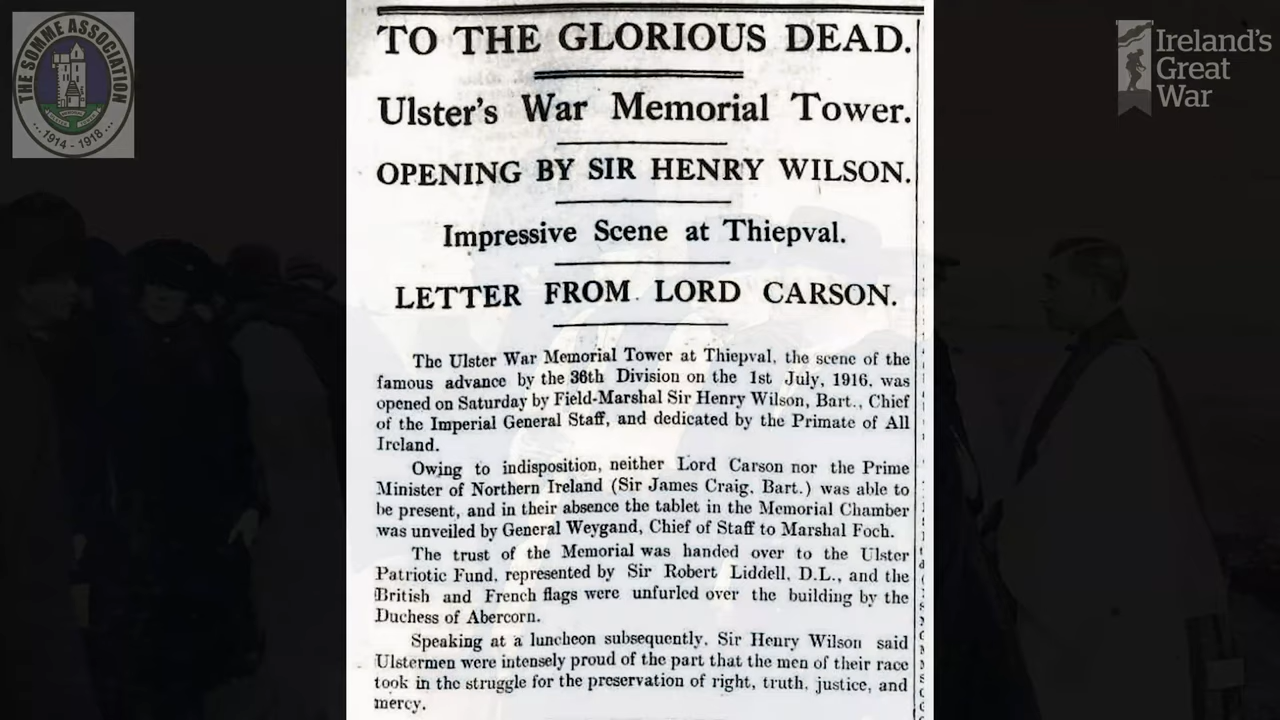 THE SOMME ASSOCIATION
... 1914 - 1918 ...
Ireland's
Great
War
TO THE GLORIOUS DEAD.
Ulster's War Memorial Tower.
OPENING BY SIR HENRY WILSON.
Impressive Scene at Thiepval.
LETTER FROM LORD CARSON.
The Ulster War Memorial Tower at Thiepval, the scene of the
famous advance by the 36th Division on the 1st July, 1916, was
opened on Saturday by Field-Marshal Sir Henry Wilson, Bart., Chief
of the Imperial General Staff, and dedicated by the Primate of All
Ireland.
Owing to indisposition, neither Lord Carson nor the Prime
Minister of Northern Ireland (Sir James Craig, Bart.) was able to
be present, and in their absence the tablet in the Memorial Chamber
was unveiled by General Weygand, Chief of Staff to Marshal Foch.
The trust of the Memorial was handed over to the Ulster
Patriotic Fund, represented by Sir Robert Liddell, D.L., and the
British and French flags were unfurled over the building by the
Duchess of Abercorn.
Speaking at a luncheon subsequently, Sir Henry Wilson said
Ulstermen were intensely proud of the part that the men of their race
took in the struggle for the preservation of right, truth, justice, and
mercy.